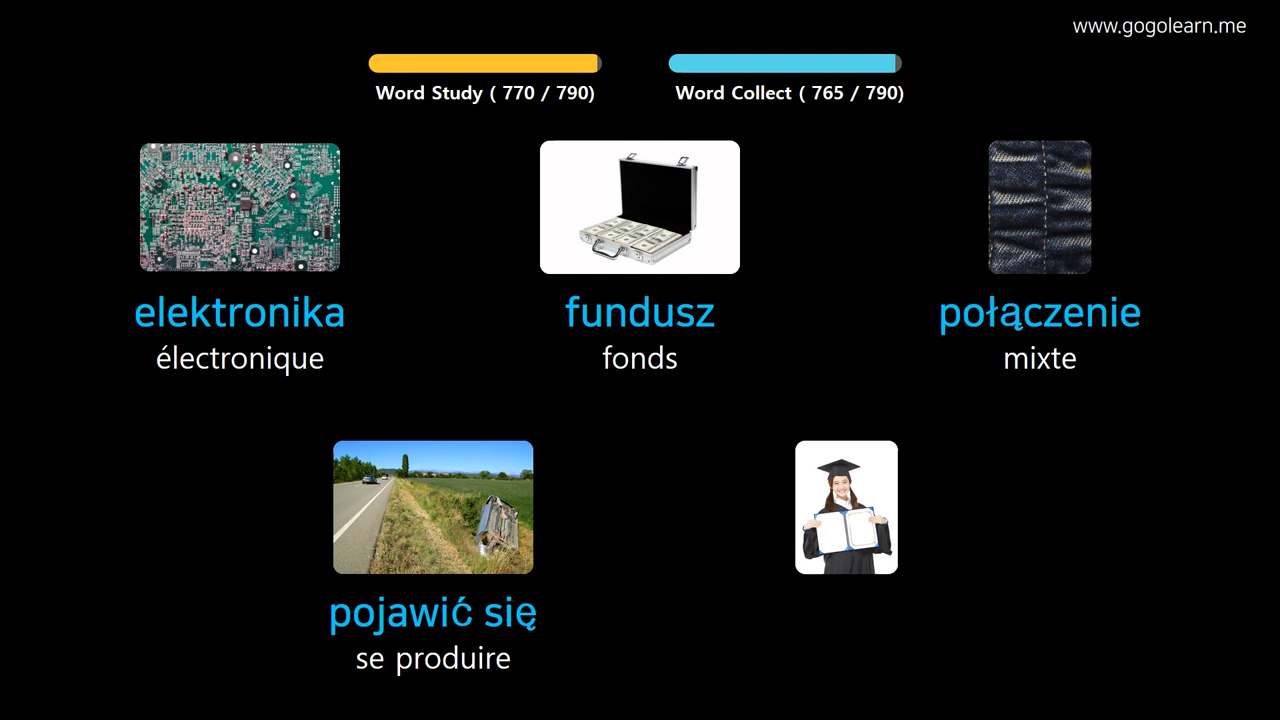 www.gogolearn.me
Word Study ( 770 / 790)
Word Collect ( 765 / 790)
elektronika
électronique
fundusz
fonds
połączenie
mixte
pojawić się
se produire